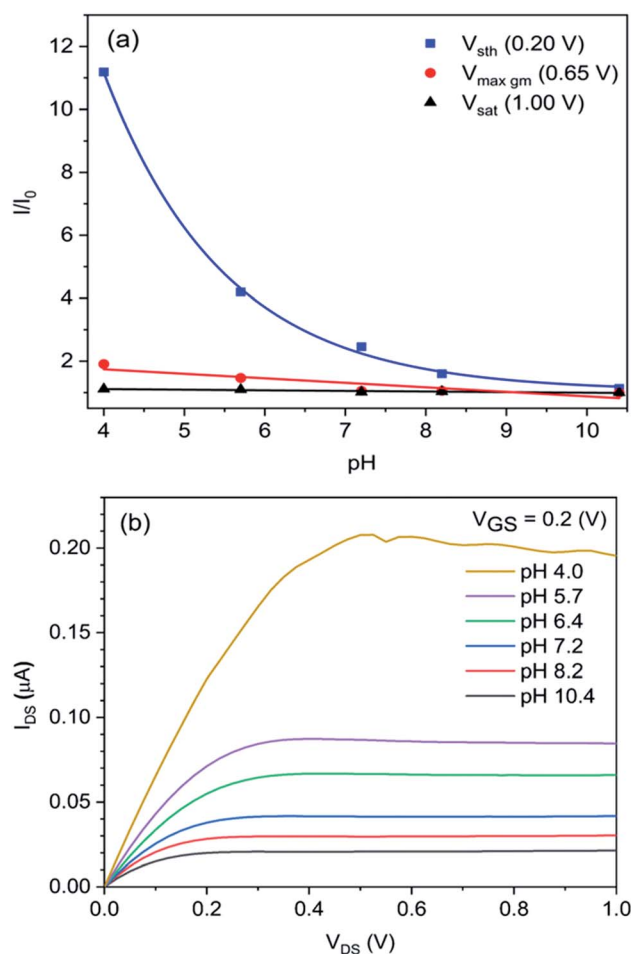 (a)
V_sth (0.20 V)
V_max gm (0.65 V)
V_sat (1.00 V)
12
10
8
6
4
2
I/I_0
4 5 6 7 8 9 10
pH
(b)
V_GS = 0.2 (V)
pH 4.0
pH 5.7
pH 6.4
pH 7.2
pH 8.2
pH 10.4
0.20
0.15
0.10
0.05
0.00
I_DS (μA)
0.0 0.2 0.4 0.6 0.8 1.0
V_DS (V)